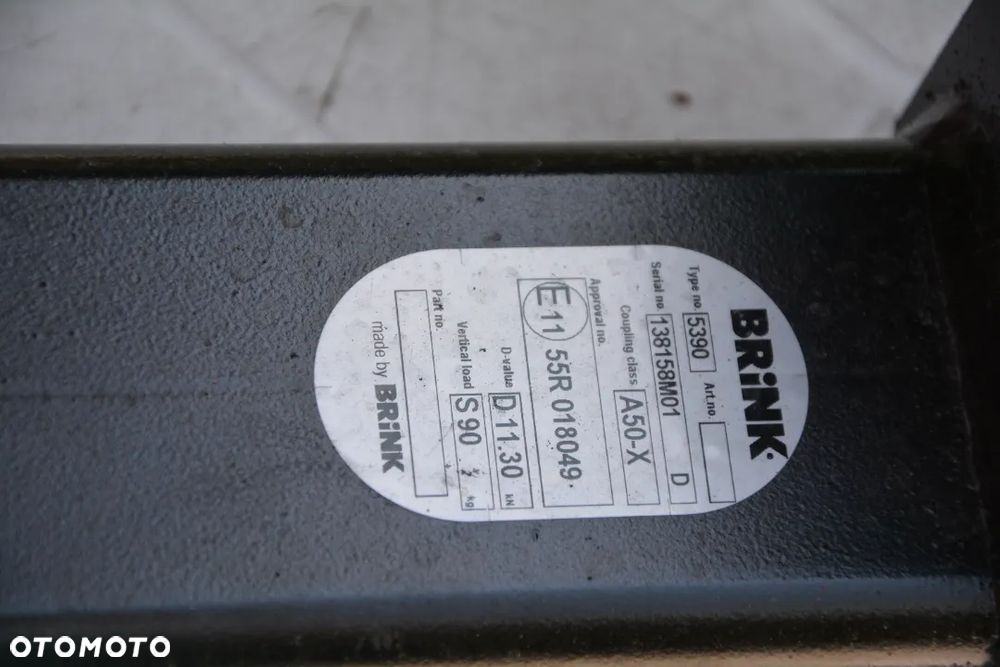 BRiNK
Type no. 5390 Art.no.
Serial no. 138158M01 D
Coupling class A50-X
Approval no.
E11 55R 018049
D-value D 11.30 kN
Vertical load S 90 kg
Part no.
made by BRiNK
OTOMOTO